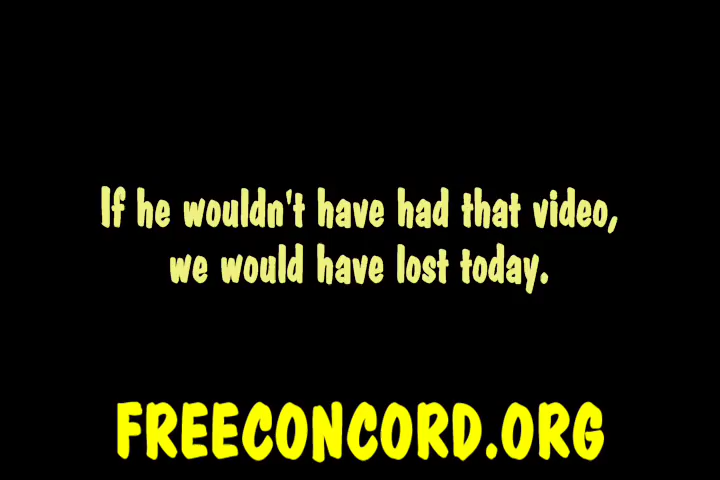 If he wouldn't have had that video,
we would have lost today.
FREECONCORD.ORG